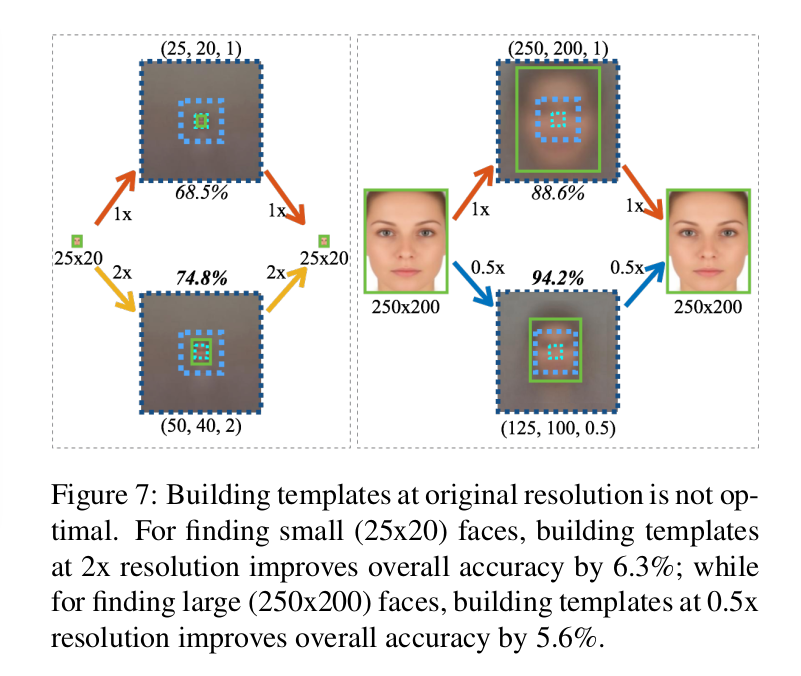 (25, 20, 1)
68.5%
1x
1x
25x20
25x20
2x
74.8%
2x
(50, 40, 2)
(250, 200, 1)
88.6%
1x
1x
250x200
250x200
0.5x
94.2%
0.5x
(125, 100, 0.5)
Figure 7: Building templates at original resolution is not op-
timal. For finding small (25x20) faces, building templates
at 2x resolution improves overall accuracy by 6.3%; while
for finding large (250x200) faces, building templates at 0.5x
resolution improves overall accuracy by 5.6%.